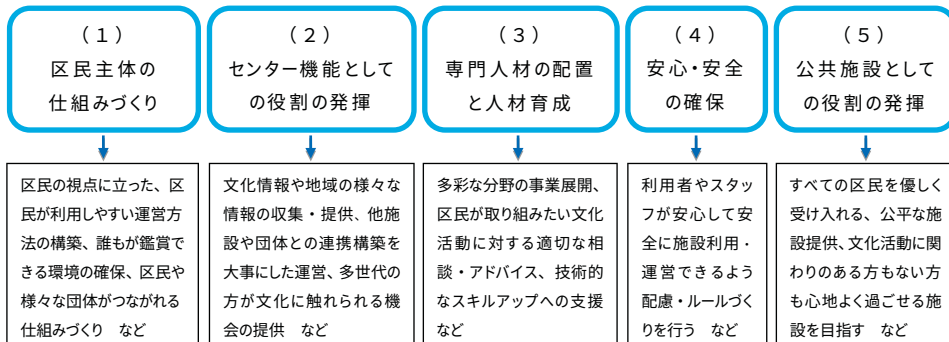 （１）
区民主体の
仕組みづくり
（２）
センター機能として
の役割の発揮
（３）
専門人材の配置
と人材育成
（４）
安心・安全
の確保
（５）
公共施設として
の役割の発揮
区民の視点に立った、区
民が利用しやすい運営方
法の構築、誰もが鑑賞で
きる環境の確保、区民や
様々な団体がつながれる
仕組みづくり　など
文化情報や地域の様々な
情報の収集・提供、他施
設や団体との連携構築を
大事にした運営、多世代の
方が文化に触れられる機
会の提供　など
多彩な分野の事業展開、
区民が取り組みたい文化
活動に対する適切な相
談・アドバイス、技術的
なスキルアップへの支援
など
利用者やスタッ
フが安心して安
全に施設利用・
運営できるよう
配慮・ルールづく
りを行う　など
すべての区民を優しく
受け入れる、公平な施
設提供、文化活動に関
わりのある方もない方
も心地よく過ごせる施
設を目指す　など